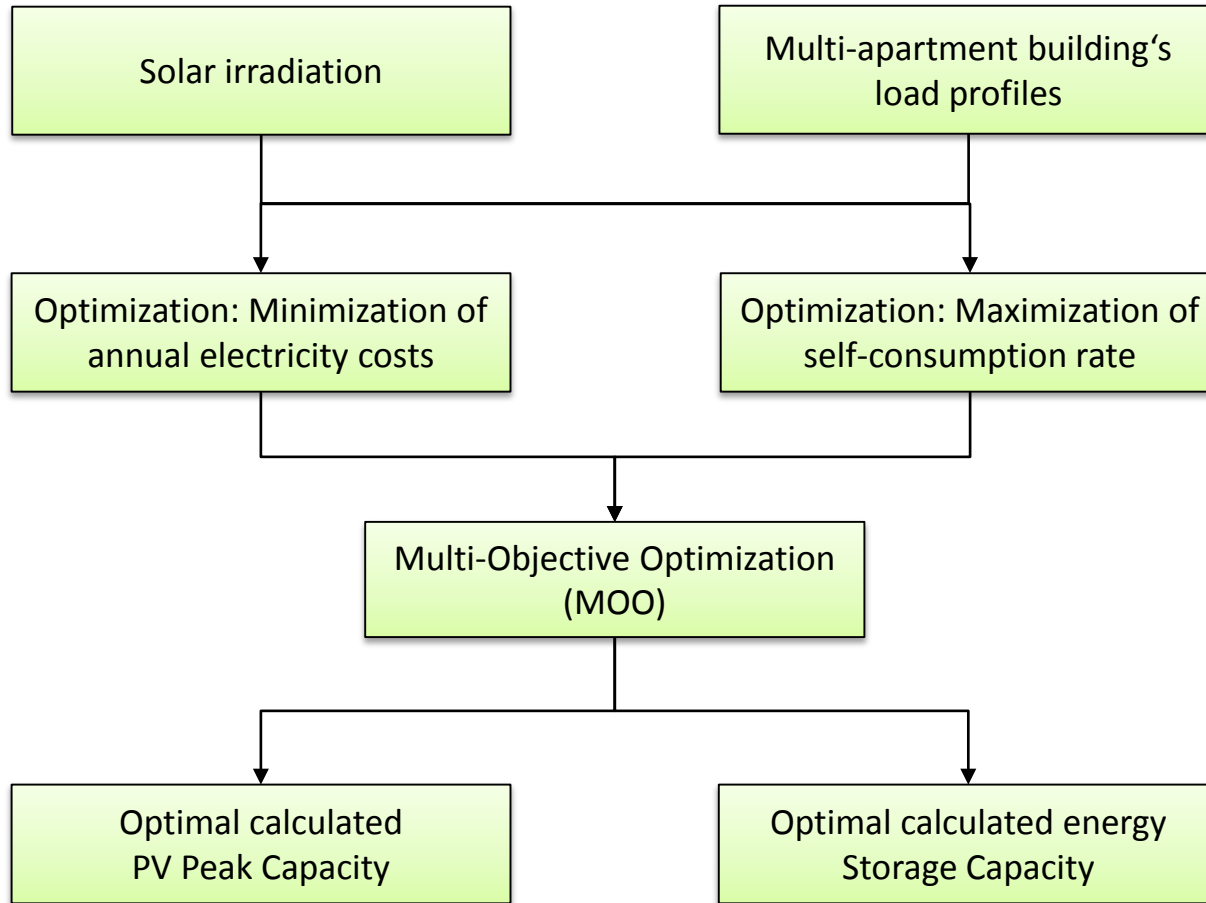 Solar irradiation
Multi-apartment building‘s
load profiles
Optimization: Minimization of
annual electricity costs
Optimization: Maximization of
self-consumption rate
Multi-Objective Optimization
(MOO)
Optimal calculated
PV Peak Capacity
Optimal calculated energy
Storage Capacity